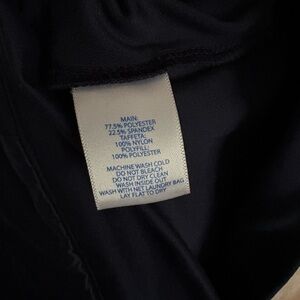 MAIN:
77.5% POLYESTER
22.5% SPANDEX
TAFFETA:
100% NYLON
POLYFILL:
100% POLYESTER
MACHINE WASH COLD
DO NOT BLEACH
DO NOT DRY CLEAN
WASH INSIDE OUT
WASH WITH NET LAUNDRY BAG
LAY FLAT TO DRY